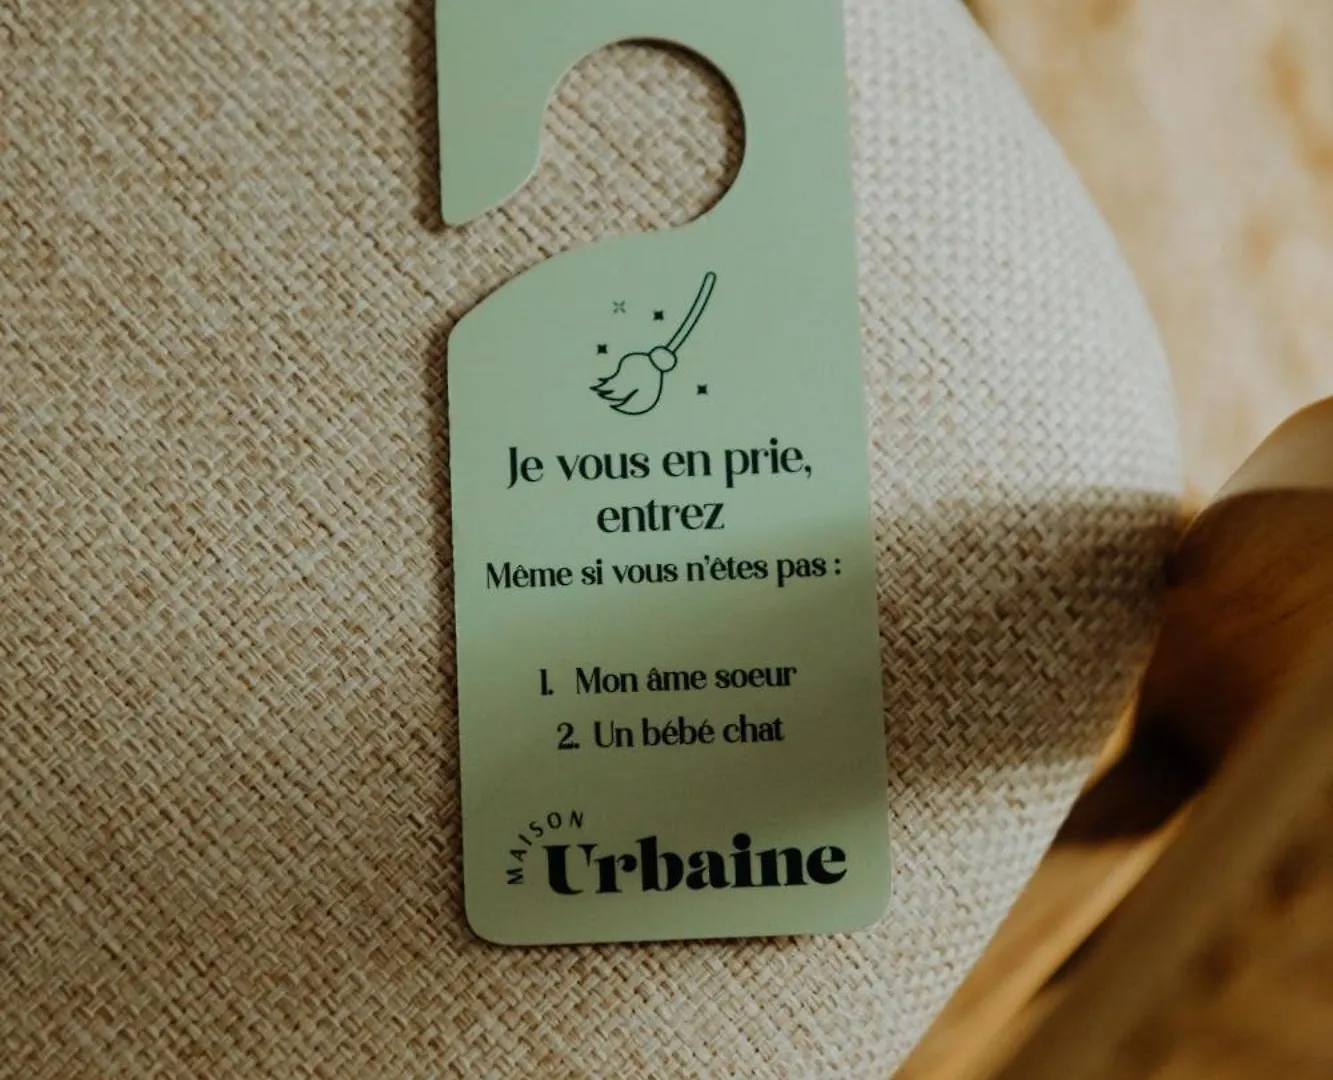 Je vous en prie,
entrez
Même si vous n'êtes pas :
1. Mon âme soeur
2. Un bébé chat
MAISON
Urbaine